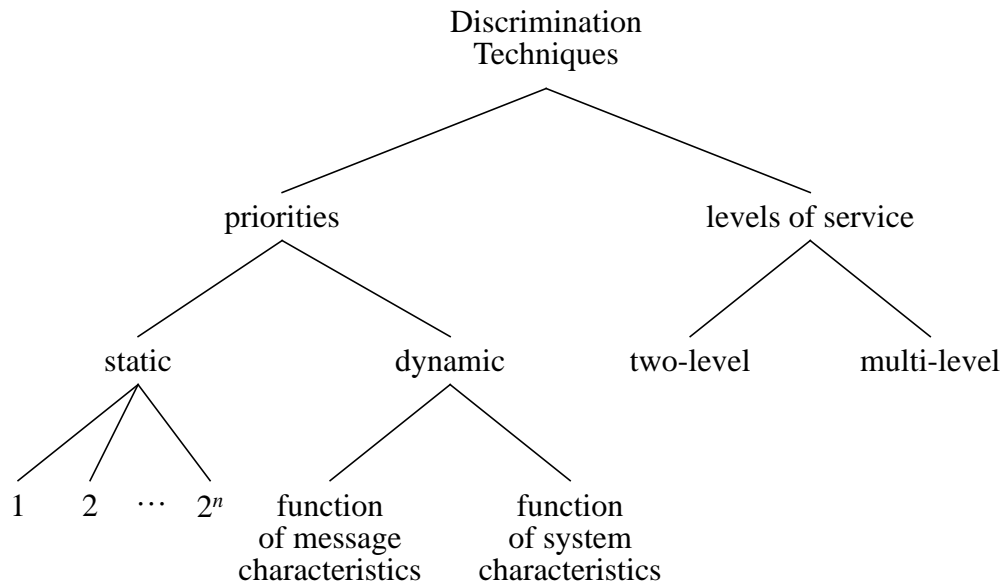 Discrimination
Techniques
priorities
levels of service
static
dynamic
two-level
multi-level
1 2 ⋯ 2ⁿ
function
of message
characteristics
function
of system
characteristics